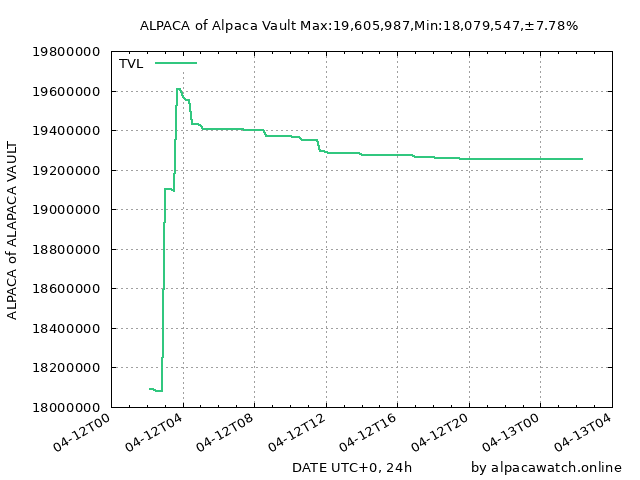 ALPACA of Alpaca Vault Max:19,605,987,Min:18,079,547,±7.78%
TVL
ALPACA of ALAPACA VAULT
19800000
19600000
19400000
19200000
19000000
18800000
18600000
18400000
18200000
18000000
04-12T00
04-12T04
04-12T08
04-12T12
04-12T16
04-12T20
04-13T00
04-13T04
DATE UTC+0, 24h
by alpacawatch.online